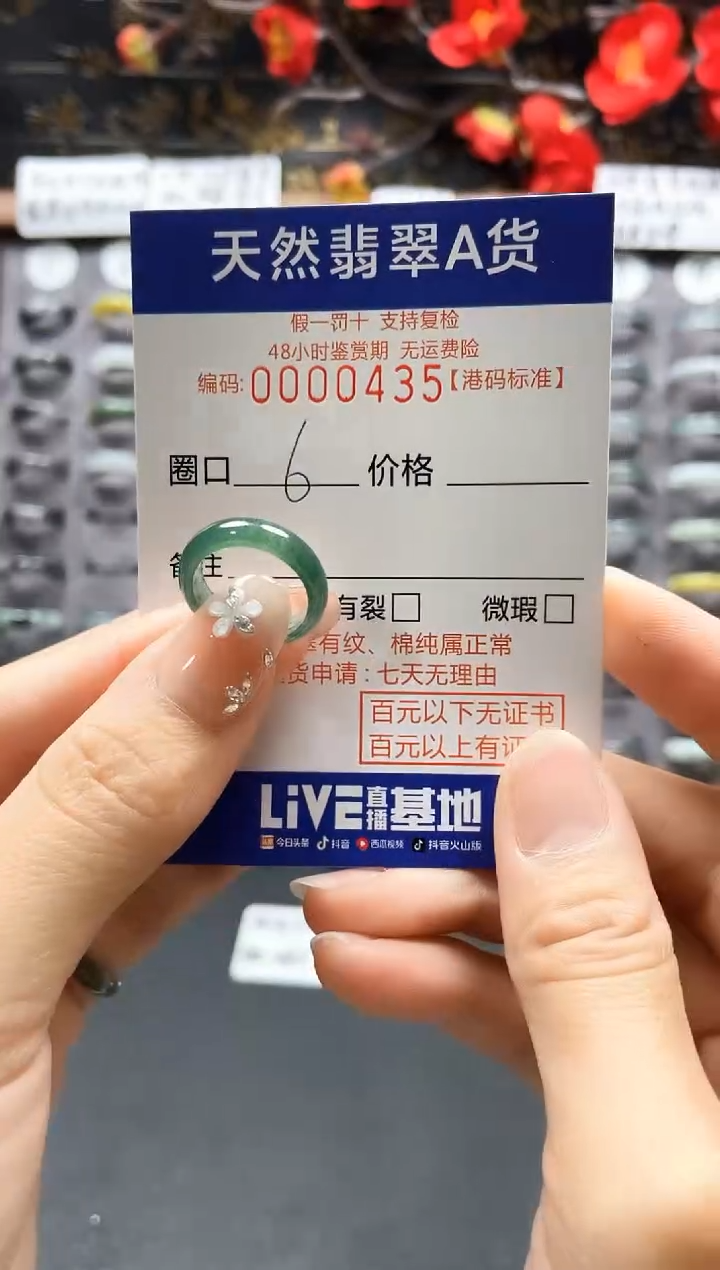 天然翡翠A货
假一罚十 支持复检
48小时鉴赏期 无运费险
编码:0000435【港码标准】
圈口 6 价格
备注
有裂□ 微瑕□
有纹、棉纯属正常
货申请:七天无理由
百元以下无证书
百元以上有证
LiVE直播基地
今日头条 抖音 西瓜视频 抖音火山版